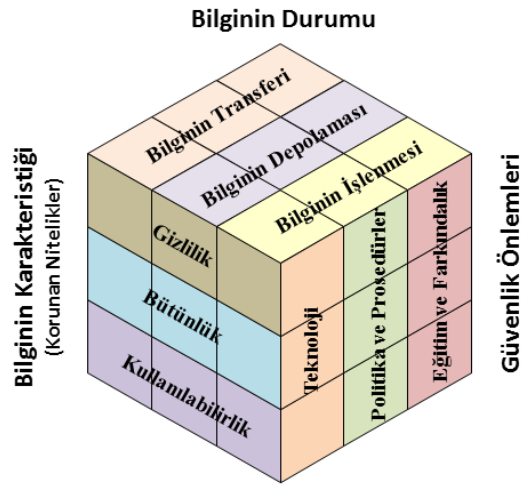 Bilginin Durumu
Bilginin Transferi
Bilginin Depolaması
Bilginin İşlenmesi
Bilginin Karakteristiği
(Korunan Nitelikler)
Gizlilik
Bütünlük
Kullanılabilirlik
Teknoloji
Politika ve Prosedürler
Eğitim ve Farkındalık
Güvenlik Önlemleri